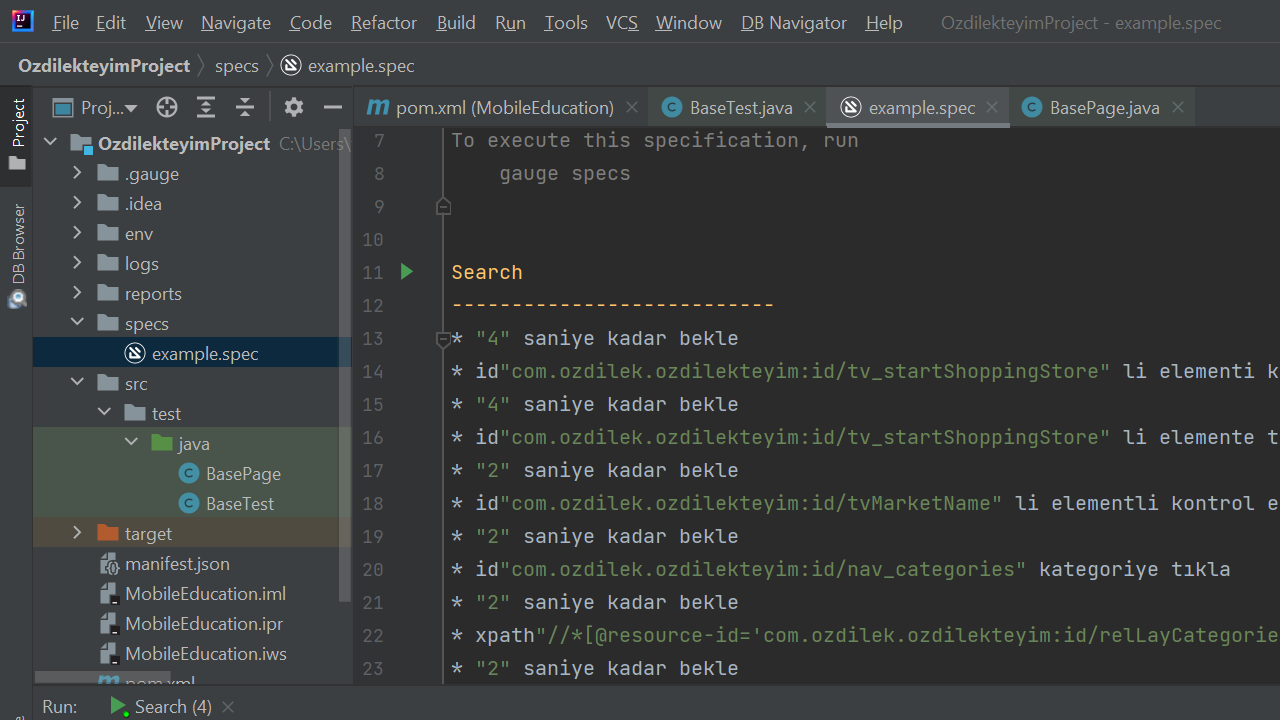 File Edit View Navigate Code Refactor Build Run Tools VCS Window DB Navigator Help OzdilekteyimProject - example.spec
OzdilekteyimProject specs example.spec
Project
DB Browser
Proj...
OzdilekteyimProject C:\Users\
.gauge
.idea
env
logs
reports
specs
example.spec
src
test
java
BasePage
BaseTest
target
manifest.json
MobileEducation.iml
MobileEducation.ipr
MobileEducation.iws
pom.xml
pom.xml (MobileEducation) BaseTest.java example.spec BasePage.java
7 To execute this specification, run
8 gauge specs
9
10
11 Search
12 ---------------------------
13 * "4" saniye kadar bekle
14 * id"com.ozdilek.ozdilekteyim:id/tv_startShoppingStore" li elementi k
15 * "4" saniye kadar bekle
16 * id"com.ozdilek.ozdilekteyim:id/tv_startShoppingStore" li elemente t
17 * "2" saniye kadar bekle
18 * id"com.ozdilek.ozdilekteyim:id/tvMarketName" li elementli kontrol e
19 * "2" saniye kadar bekle
20 * id"com.ozdilek.ozdilekteyim:id/nav_categories" kategoriye tıkla
21 * "2" saniye kadar bekle
22 * xpath"//*[@resource-id='com.ozdilek.ozdilekteyim:id/relLayCategorie
23 * "2" saniye kadar bekle
Run: Search (4)